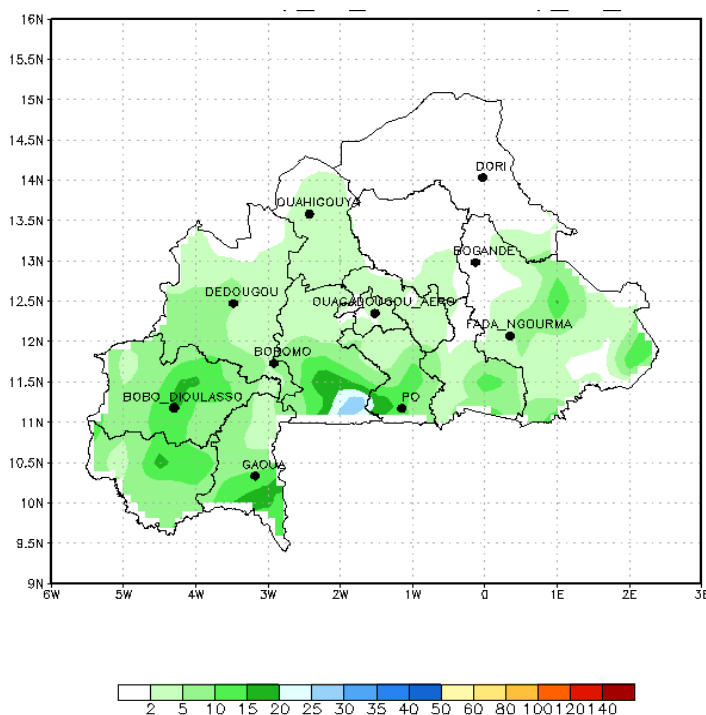 16N
15.5N
15N
14.5N
14N
13.5N
13N
12.5N
12N
11.5N
11N
10.5N
10N
9.5N
9N
DORI
OUAHIGOUYA
BOGANDE
DEDOUGOU
OUAGADOUGOU_AERO
FADA_NGOURMA
BOROMO
BOBO_DIOULASSO
PO
GAOUA
6W 5W 4W 3W 2W 1W 0 1E 2E 3E
2 5 10 15 20 25 30 35 40 50 60 80 100 120 140